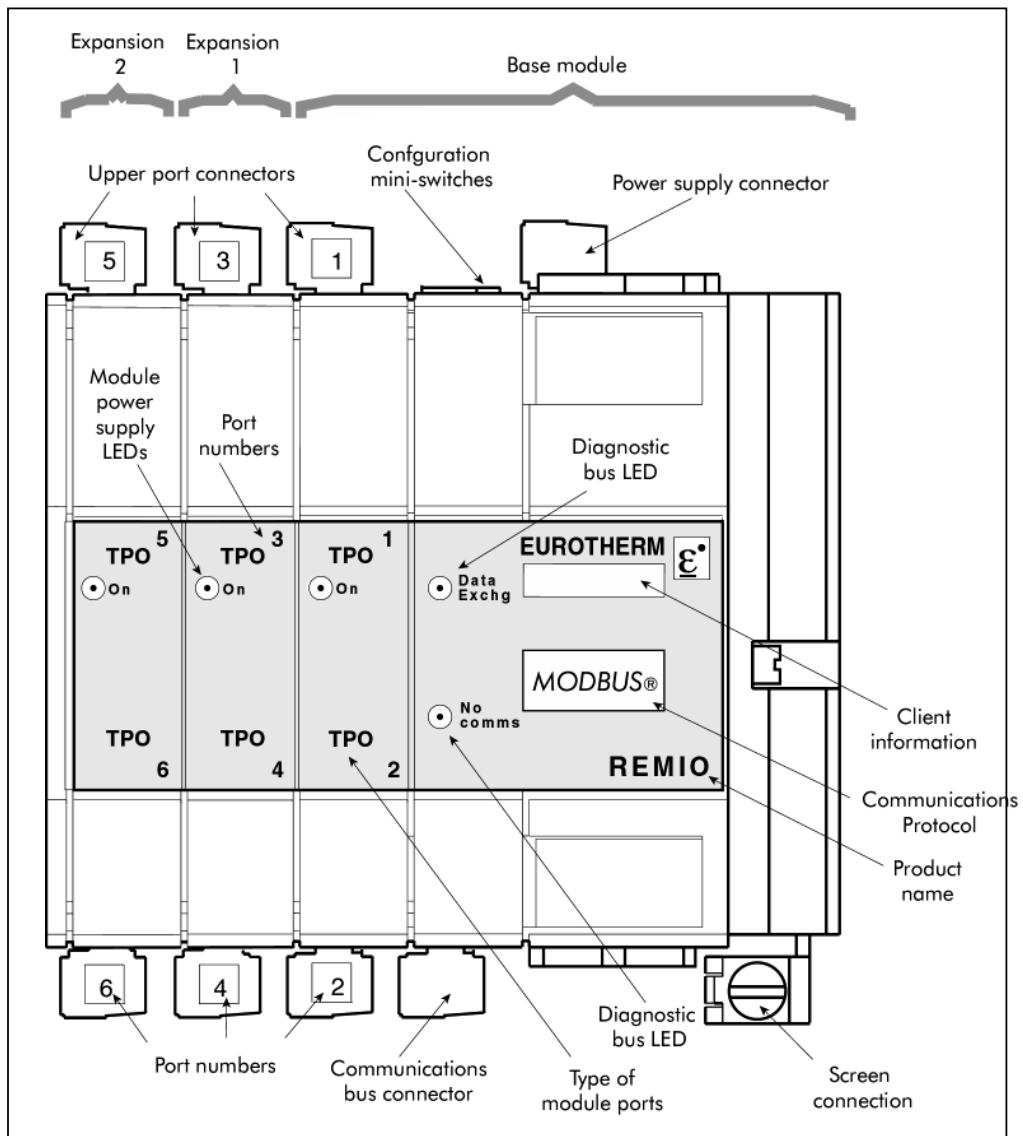 Expansion
2
Expansion
1
Base module
Upper port connectors
Confguration
mini-switches
Power supply connector
5
3
1
Module
power
supply
LEDs
Port
numbers
Diagnostic
bus LED
TPO 5
TPO 3
TPO 1
EUROTHERM ε
On
On
On
Data
Exchg
MODBUS®
No
comms
TPO
6
TPO
4
TPO
2
REMIO
Client
information
Communications
Protocol
Product
name
6
4
2
Port numbers
Communications
bus connector
Diagnostic
bus LED
Type of
module ports
Screen
connection